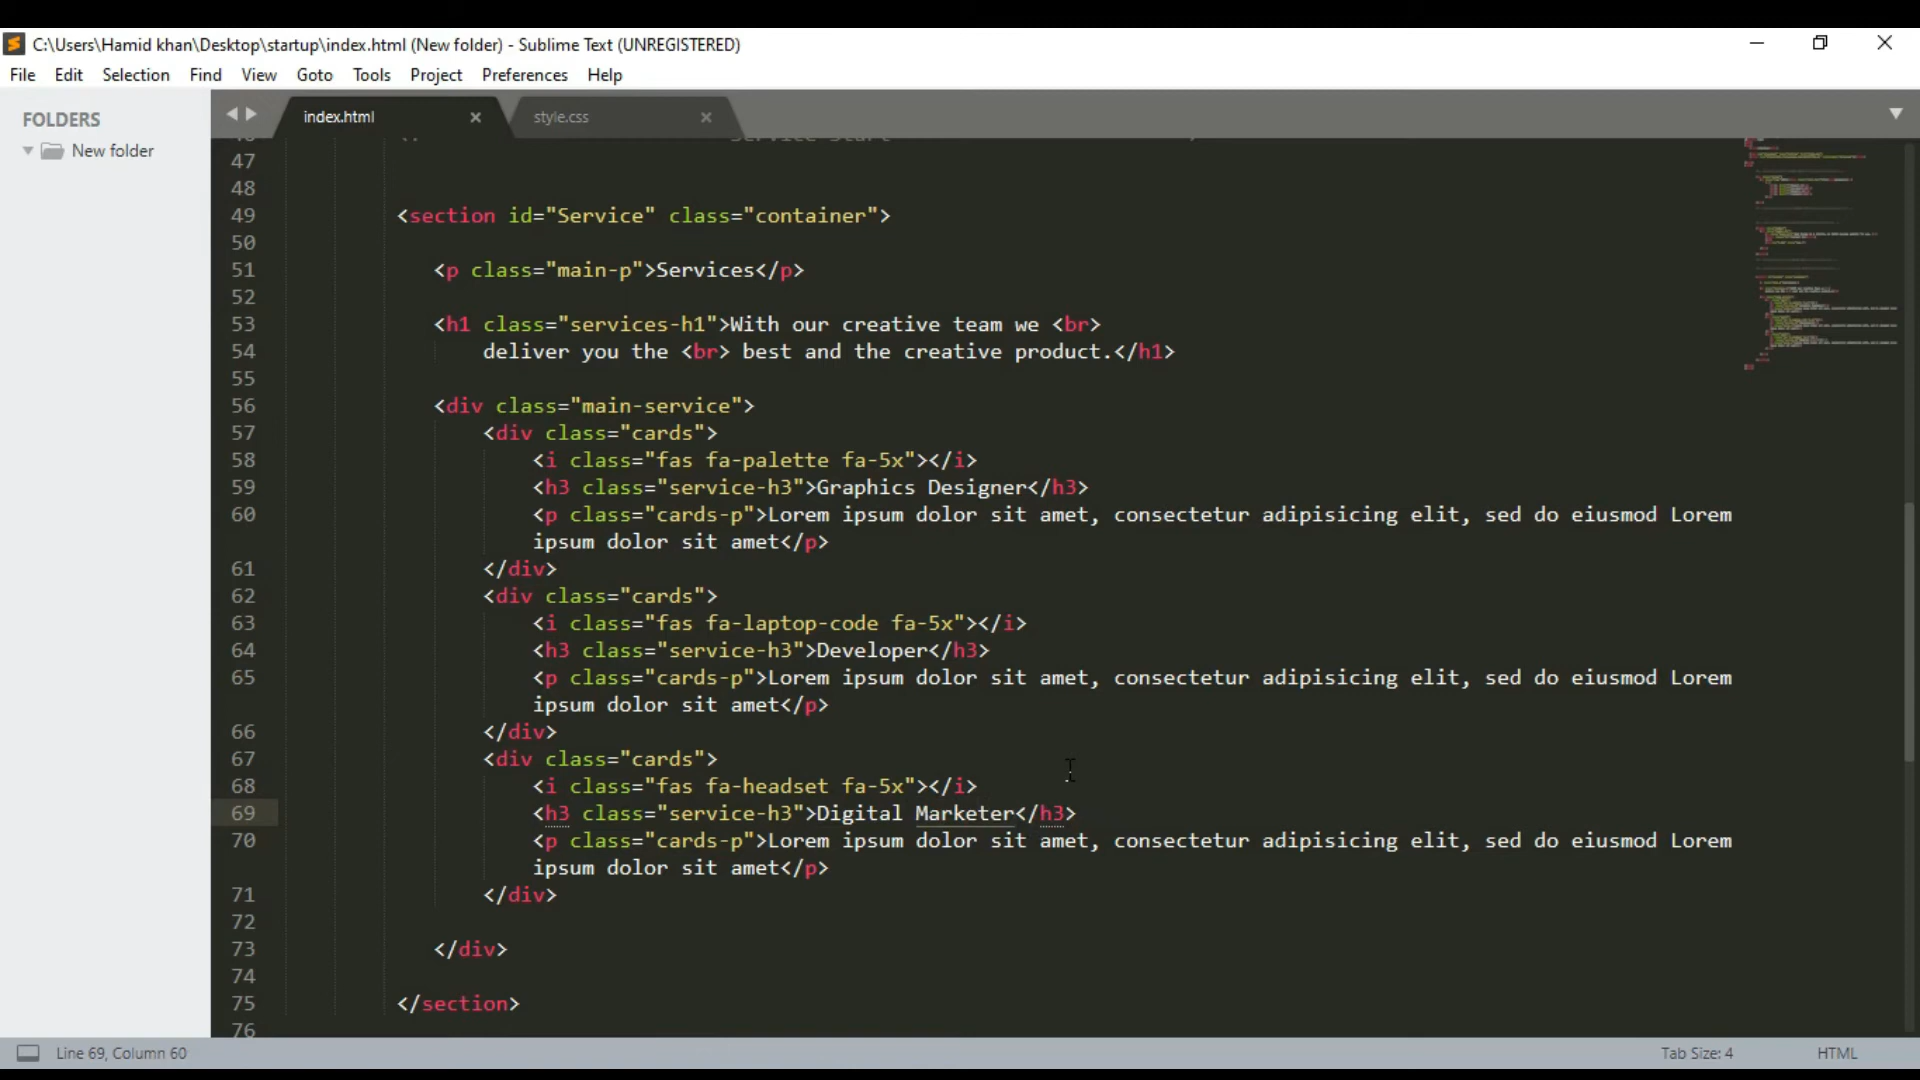 C:\Users\Hamid khan\Desktop\startup\index.html (New folder) - Sublime Text (UNREGISTERED)
File Edit Selection Find View Goto Tools Project Preferences Help
FOLDERS
New folder
index.html
style.css
Service Start
47
48
49 <section id="Service" class="container">
50
51 <p class="main-p">Services</p>
52
53 <h1 class="services-h1">With our creative team we <br>
54 deliver you the <br> best and the creative product.</h1>
55
56 <div class="main-service">
57 <div class="cards">
58 <i class="fas fa-palette fa-5x"></i>
59 <h3 class="service-h3">Graphics Designer</h3>
60 <p class="cards-p">Lorem ipsum dolor sit amet, consectetur adipisicing elit, sed do eiusmod Lorem
ipsum dolor sit amet</p>
61 </div>
62 <div class="cards">
63 <i class="fas fa-laptop-code fa-5x"></i>
64 <h3 class="service-h3">Developer</h3>
65 <p class="cards-p">Lorem ipsum dolor sit amet, consectetur adipisicing elit, sed do eiusmod Lorem
ipsum dolor sit amet</p>
66 </div>
67 <div class="cards">
68 <i class="fas fa-headset fa-5x"></i>
69 <h3 class="service-h3">Digital Marketer</h3>
70 <p class="cards-p">Lorem ipsum dolor sit amet, consectetur adipisicing elit, sed do eiusmod Lorem
ipsum dolor sit amet</p>
71 </div>
72
73 </div>
74
75 </section>
76
Line 69, Column 60
Tab Size: 4
HTML